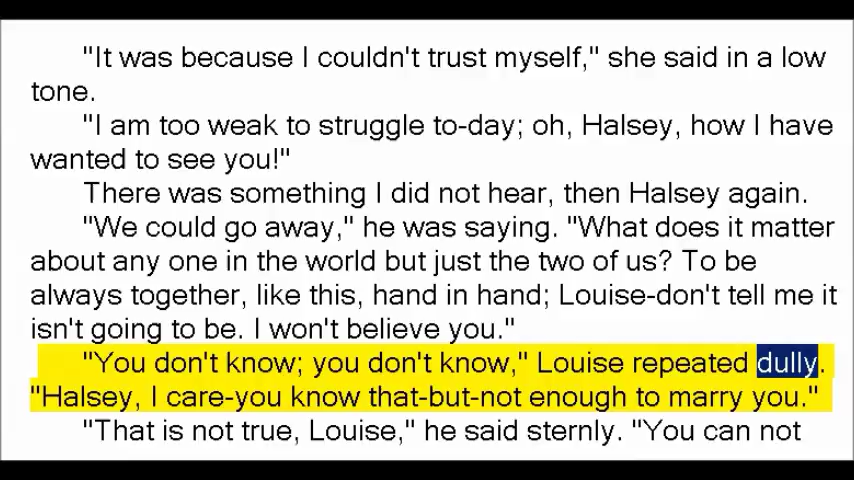 "It was because I couldn't trust myself," she said in a low
tone.
"I am too weak to struggle to-day; oh, Halsey, how I have
wanted to see you!"
There was something I did not hear, then Halsey again.
"We could go away," he was saying. "What does it matter
about any one in the world but just the two of us? To be
always together, like this, hand in hand; Louise-don't tell me it
isn't going to be. I won't believe you."
"You don't know; you don't know," Louise repeated dully.
"Halsey, I care-you know that-but-not enough to marry you."
"That is not true, Louise," he said sternly. "You can not